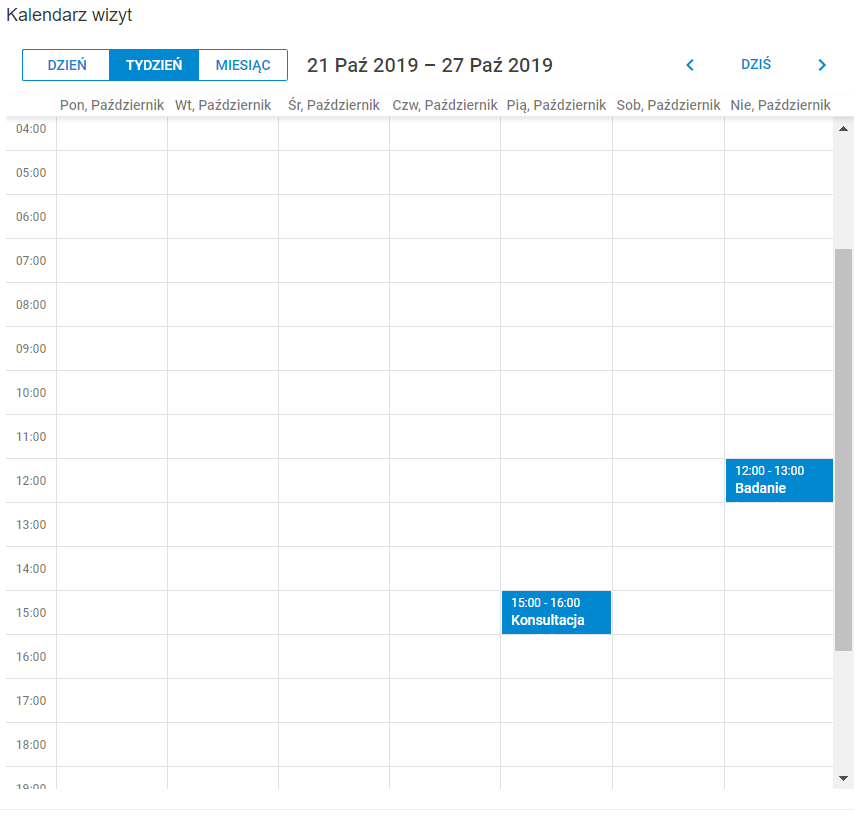 Kalendarz wizyt
DZIEŃ TYDZIEŃ MIESIĄC 21 Paź 2019 – 27 Paź 2019 DZIŚ
Pon, Październik Wt, Październik Śr, Październik Czw, Październik Pią, Październik Sob, Październik Nie, Październik
04:00
05:00
06:00
07:00
08:00
09:00
10:00
11:00
12:00
12:00 - 13:00
Badanie
13:00
14:00
15:00
15:00 - 16:00
Konsultacja
16:00
17:00
18:00
19:00